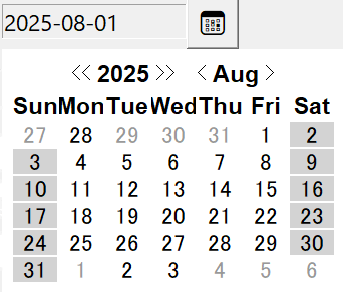 2025-08-01
<< 2025 >> < Aug >
Sun Mon Tue Wed Thu Fri Sat
27 28 29 30 31 1 2
3 4 5 6 7 8 9
10 11 12 13 14 15 16
17 18 19 20 21 22 23
24 25 26 27 28 29 30
31 1 2 3 4 5 6